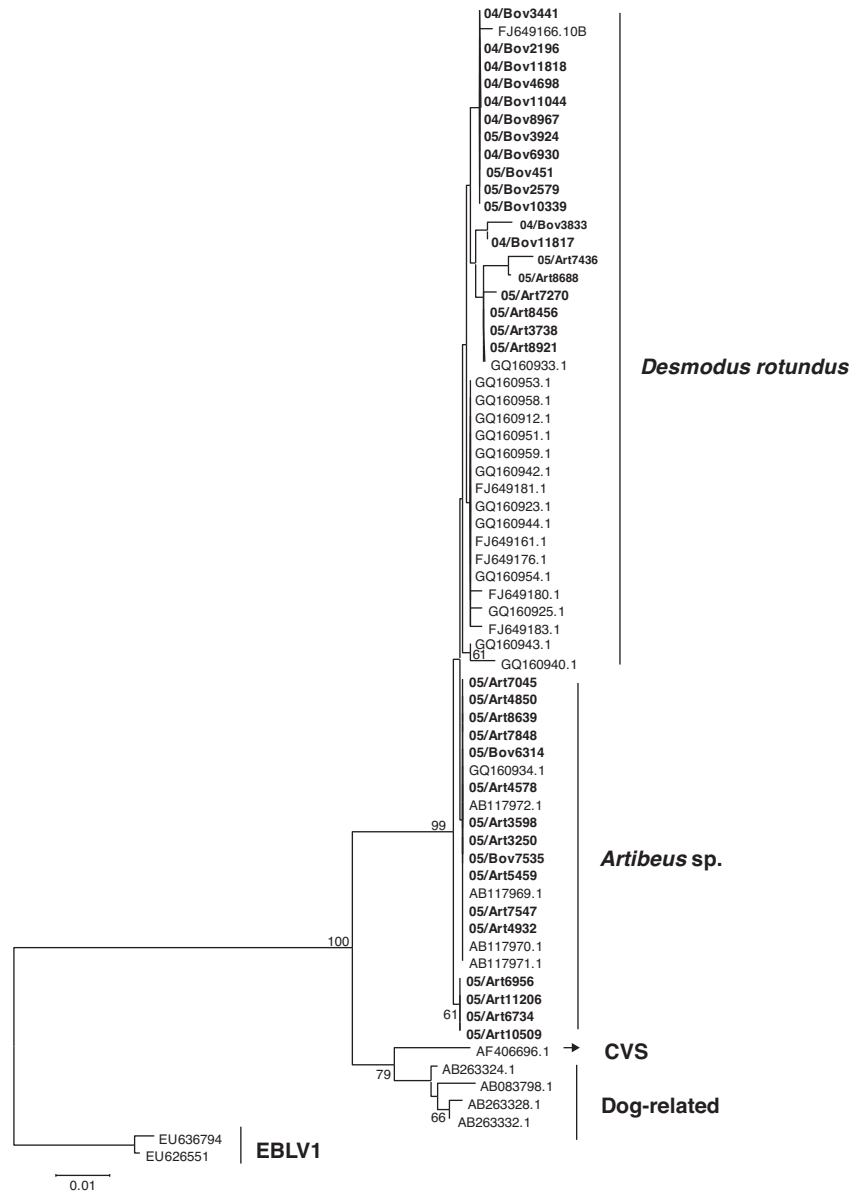 04/Bov3441
FJ649166.10B
04/Bov2196
04/Bov11818
04/Bov4698
04/Bov11044
04/Bov8967
05/Bov3924
04/Bov6930
05/Bov451
05/Bov2579
05/Bov10339
04/Bov3833
04/Bov11817
05/Art7436
05/Art8688
05/Art7270
05/Art8456
05/Art3738
05/Art8921
GQ160933.1
Desmodus rotundus
GQ160953.1
GQ160958.1
GQ160912.1
GQ160951.1
GQ160959.1
GQ160942.1
FJ649181.1
GQ160923.1
GQ160944.1
FJ649161.1
FJ649176.1
GQ160954.1
FJ649180.1
GQ160925.1
FJ649183.1
GQ160943.1
61
GQ160940.1
05/Art7045
05/Art4850
05/Art8639
05/Art7848
05/Bov6314
GQ160934.1
05/Art4578
AB117972.1
05/Art3598
99
05/Art3250
05/Bov7535
Artibeus sp.
05/Art5459
AB117969.1
05/Art7547
05/Art4932
100
AB117970.1
AB117971.1
05/Art6956
05/Art11206
61
05/Art6734
05/Art10509
AF406696.1
CVS
79
AB263324.1
AB083798.1
AB263328.1
Dog-related
66
AB263332.1
EU636794
EBLV1
EU626551
0.01